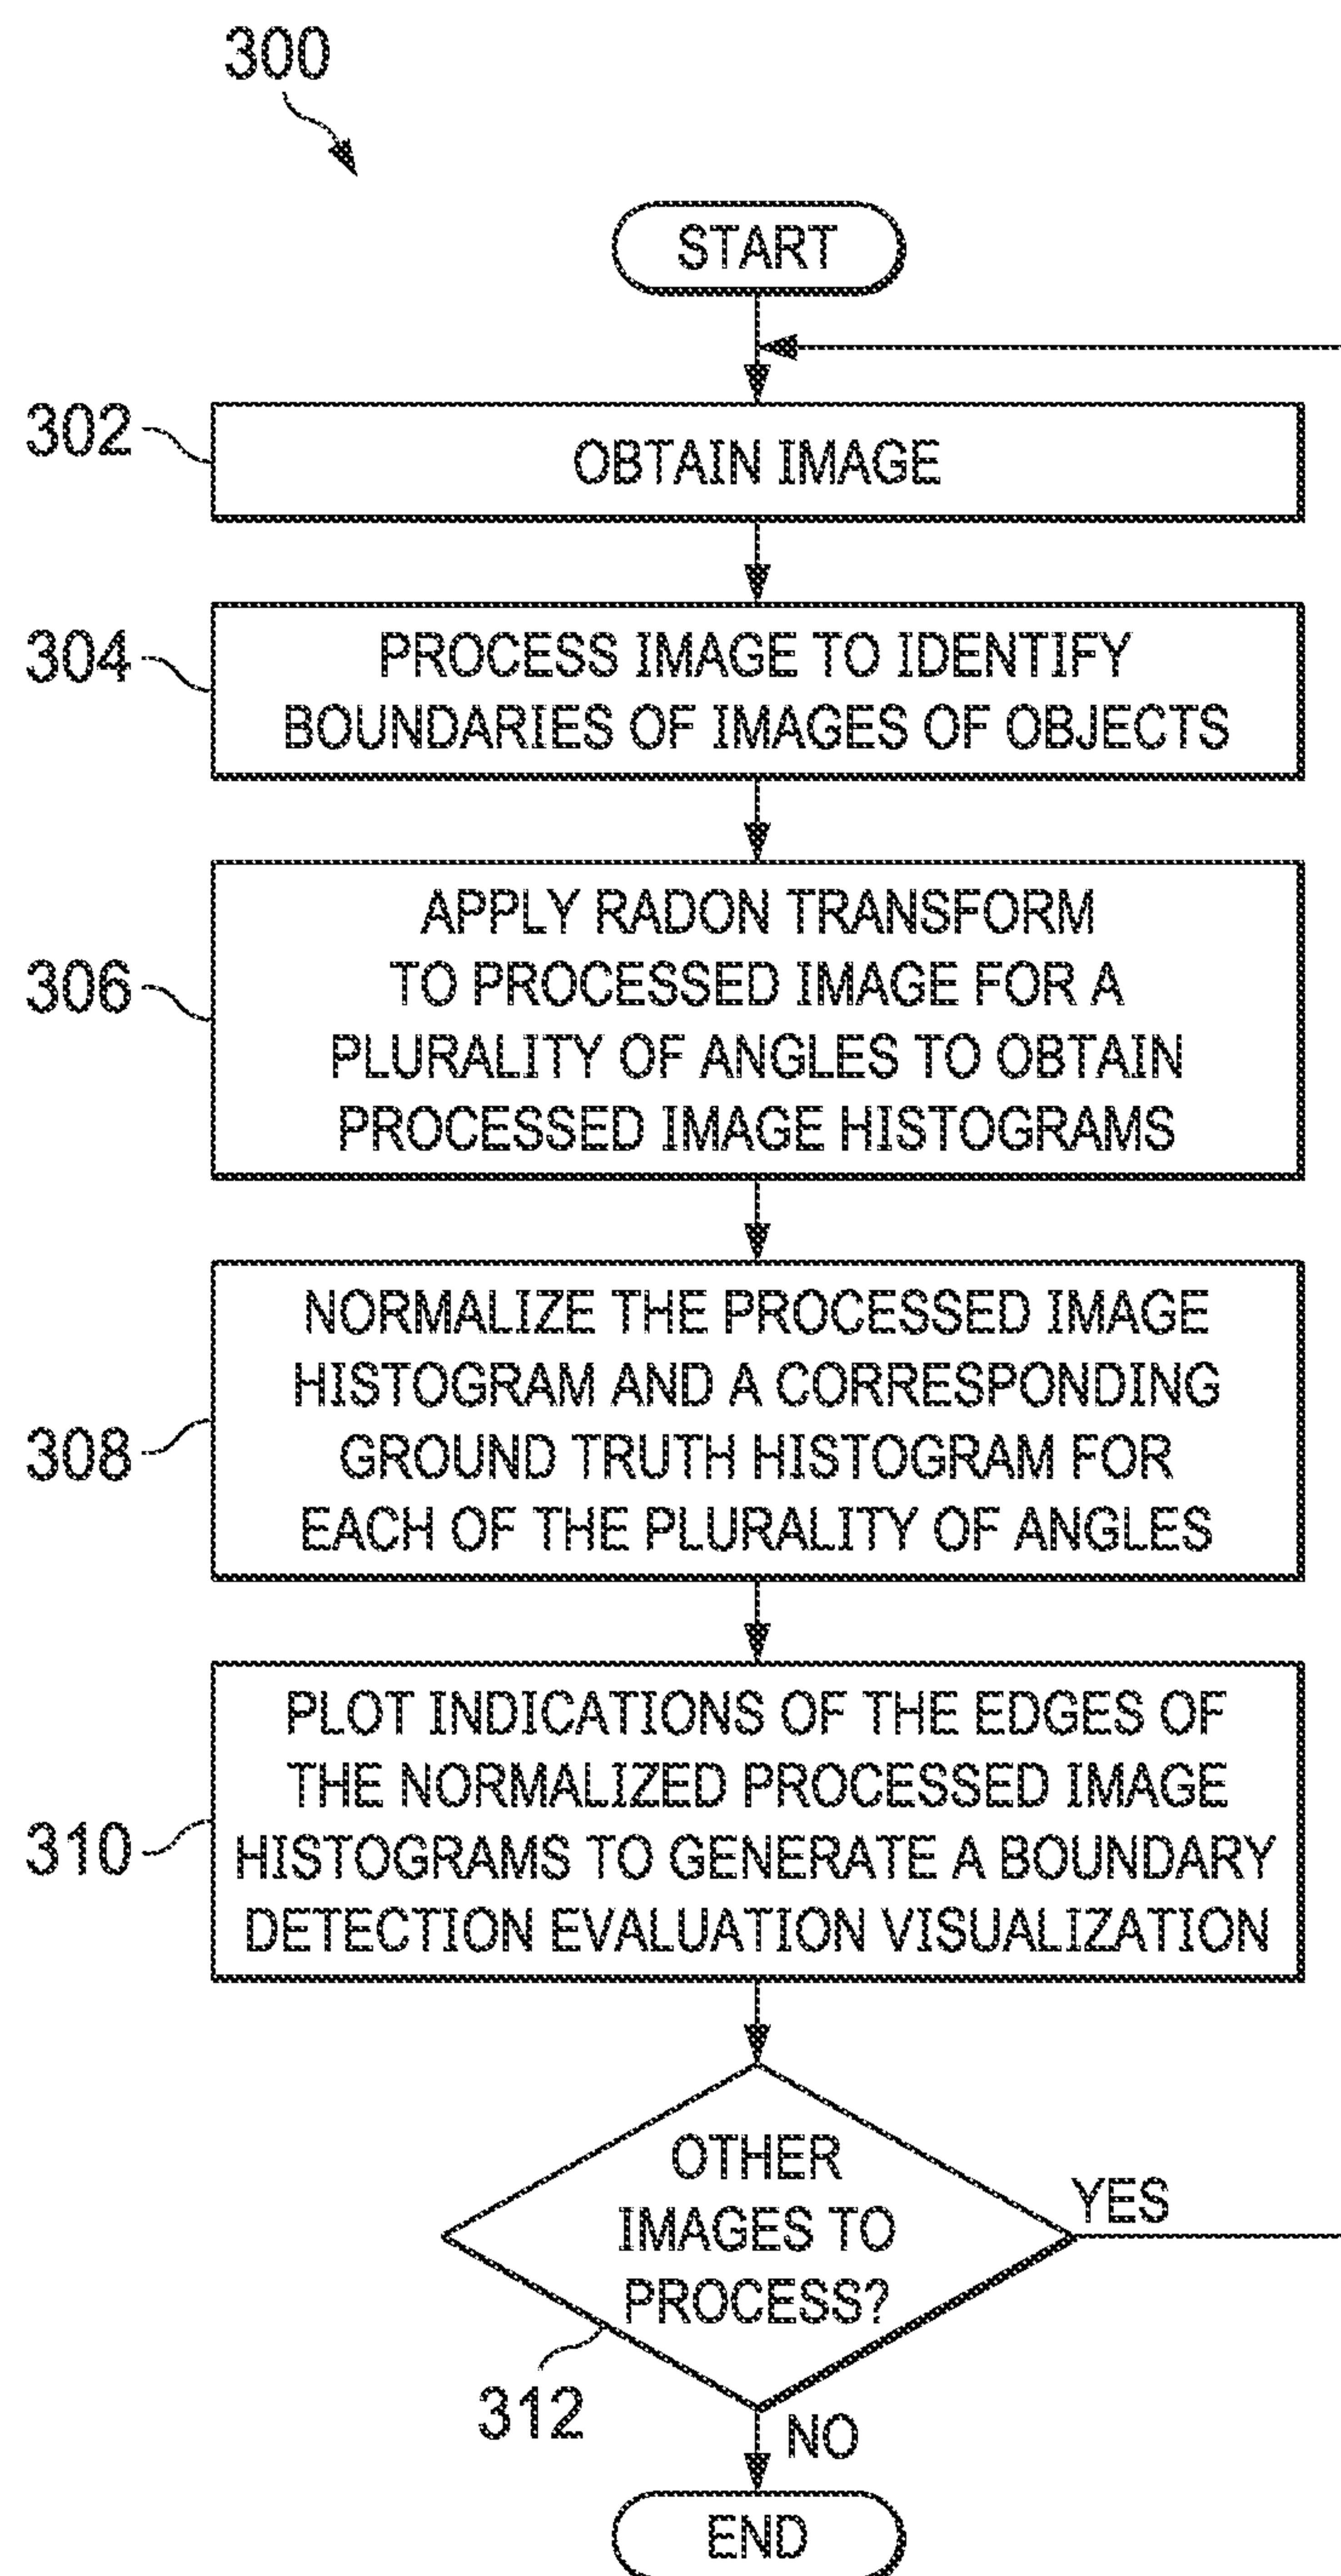 300
START
302
OBTAIN IMAGE
304
PROCESS IMAGE TO IDENTIFY
BOUNDARIES OF IMAGES OF OBJECTS
306
APPLY RADON TRANSFORM
TO PROCESSED IMAGE FOR A
PLURALITY OF ANGLES TO OBTAIN
PROCESSED IMAGE HISTOGRAMS
308
NORMALIZE THE PROCESSED IMAGE
HISTOGRAM AND A CORRESPONDING
GROUND TRUTH HISTOGRAM FOR
EACH OF THE PLURALITY OF ANGLES
310
PLOT INDICATIONS OF THE EDGES OF
THE NORMALIZED PROCESSED IMAGE
HISTOGRAMS TO GENERATE A BOUNDARY
DETECTION EVALUATION VISUALIZATION
OTHER
IMAGES TO
PROCESS?
YES
312
NO
END